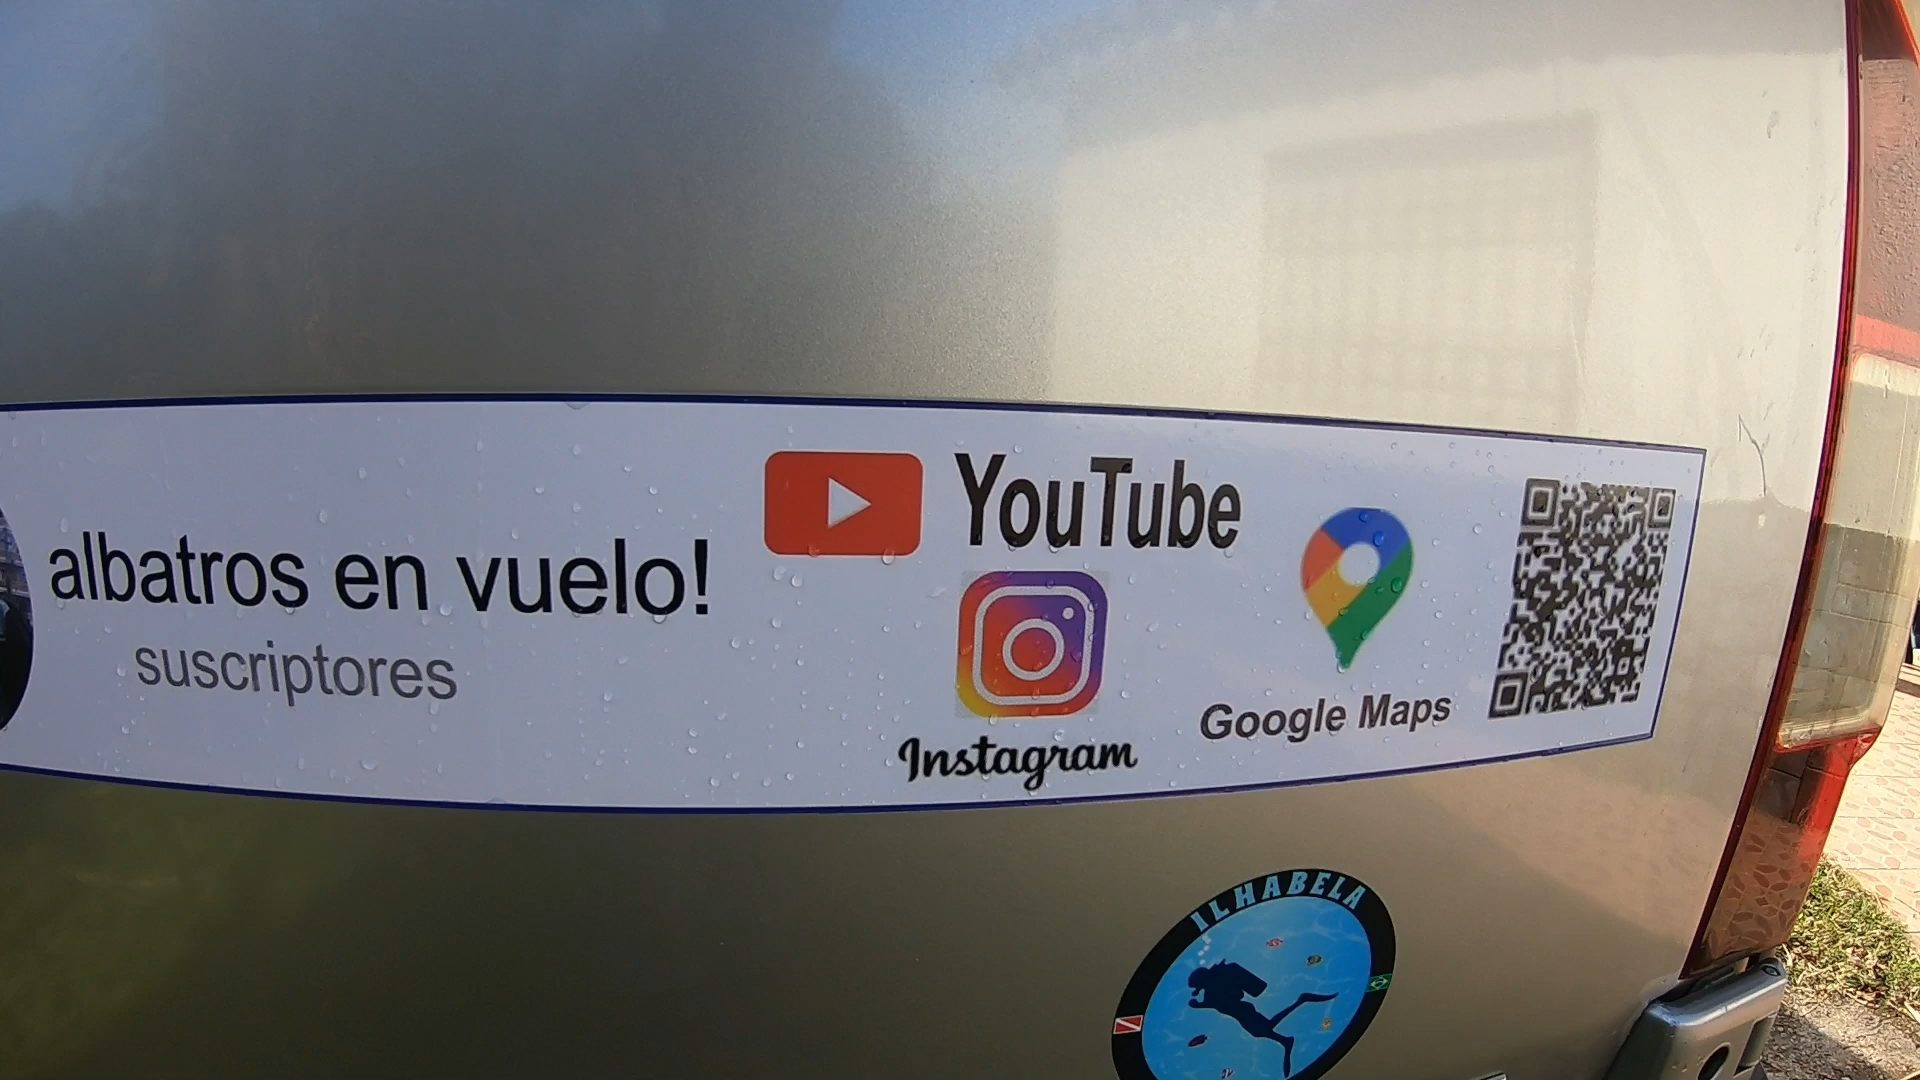 albatros en vuelo!
suscriptores
YouTube
Instagram
Google Maps
ILHABELA